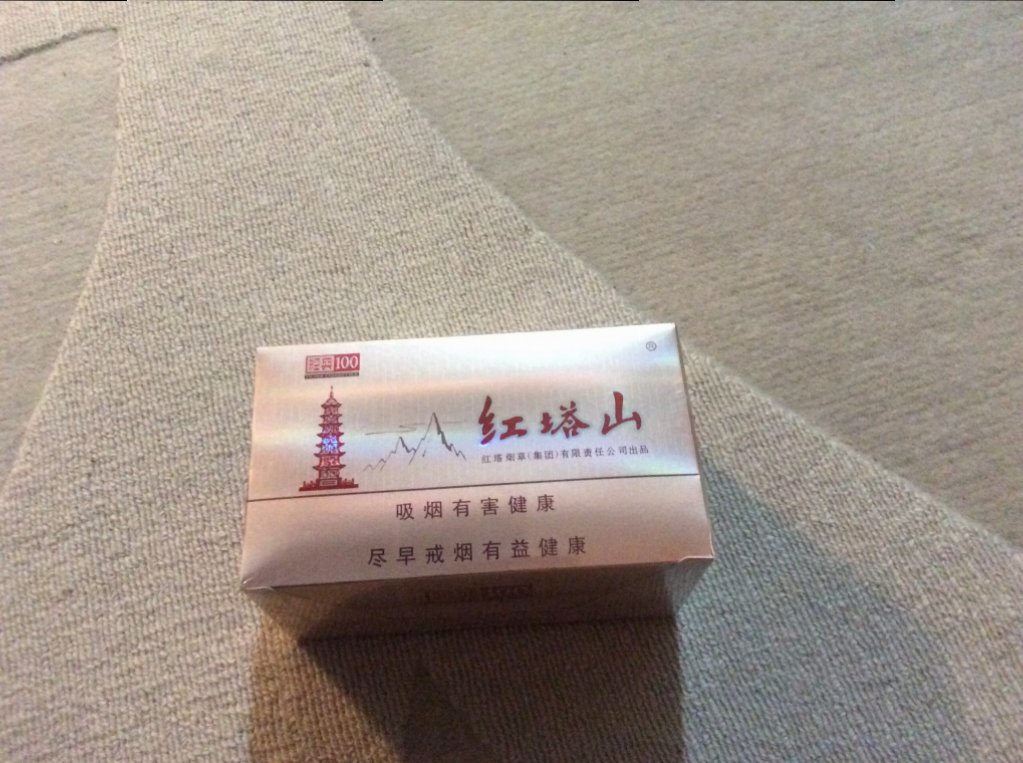 经典100
®
红塔山
红塔烟草(集团)有限责任公司出品
吸烟有害健康
尽早戒烟有益健康